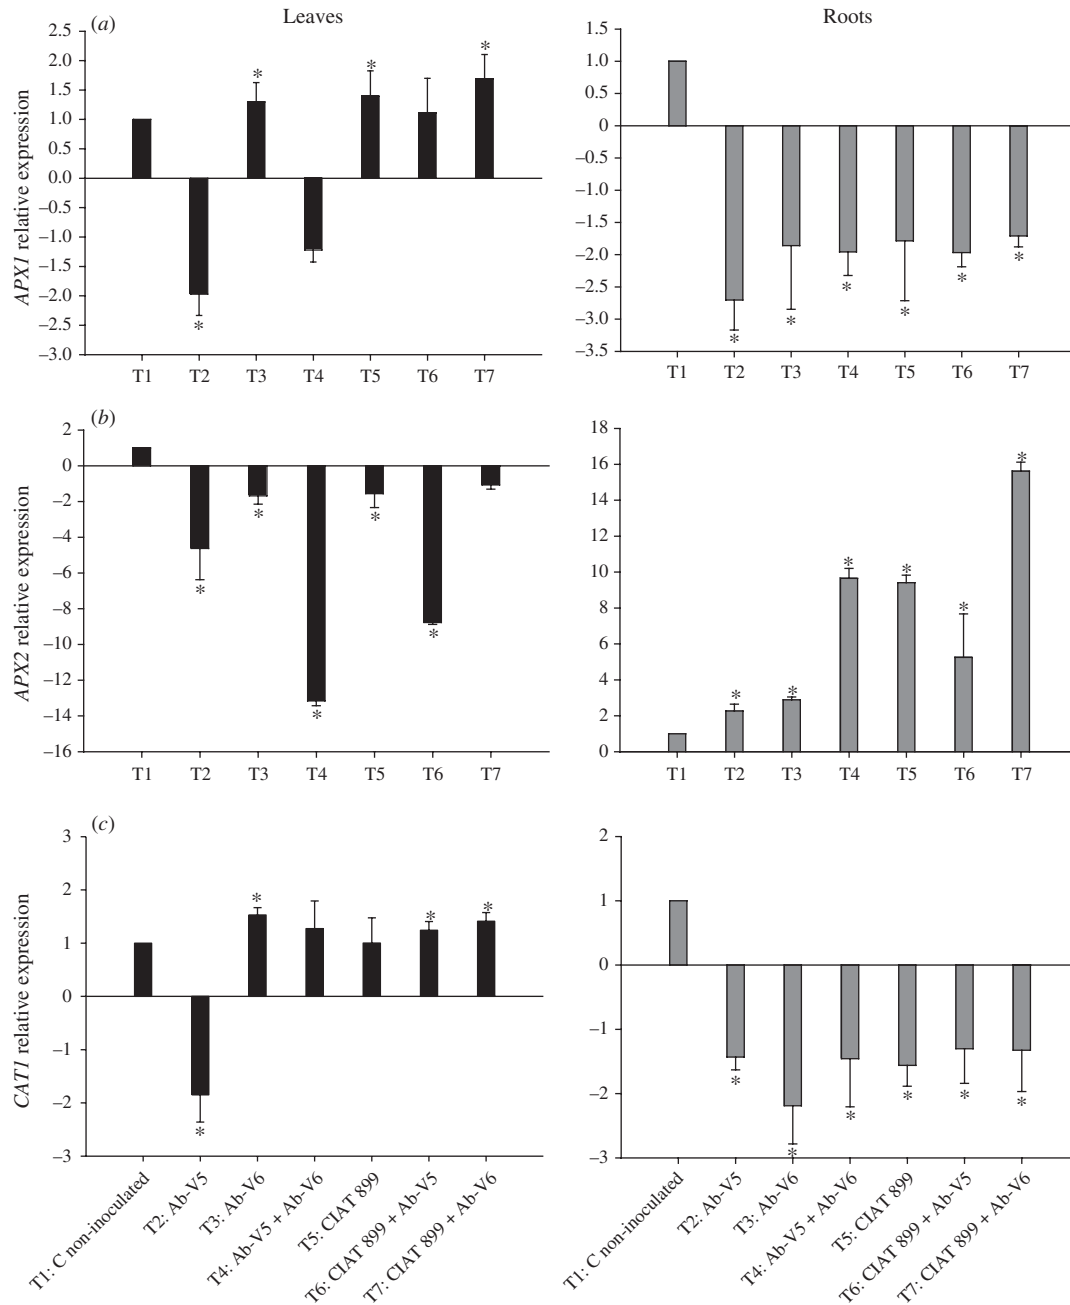 Leaves
Roots
(a)
APX1 relative expression
2.5
2.0
1.5
1.0
0.5
0.0
–0.5
–1.0
–1.5
–2.0
–2.5
–3.0
* * * *
T1 T2 T3 T4 T5 T6 T7
1.5
1.0
0.5
0
–0.5
–1.0
–1.5
–2.0
–2.5
–3.0
–3.5
* * * * * *
T1 T2 T3 T4 T5 T6 T7
(b)
APX2 relative expression
2
0
–2
–4
–6
–8
–10
–12
–14
–16
* * * * *
T1 T2 T3 T4 T5 T6 T7
18
16
14
12
10
8
6
4
2
0
* * * * * *
T1 T2 T3 T4 T5 T6 T7
(c)
CAT1 relative expression
3
2
1
0
–1
–2
–3
* * * *
T1: C non-inoculated
T2: Ab-V5
T3: Ab-V6
T4: Ab-V5 + Ab-V6
T5: CIAT 899
T6: CIAT 899 + Ab-V5
T7: CIAT 899 + Ab-V6
2
1
0
–1
–2
–3
* * * * * *
T1: C non-inoculated
T2: Ab-V5
T3: Ab-V6
T4: Ab-V5 + Ab-V6
T5: CIAT 899
T6: CIAT 899 + Ab-V5
T7: CIAT 899 + Ab-V6